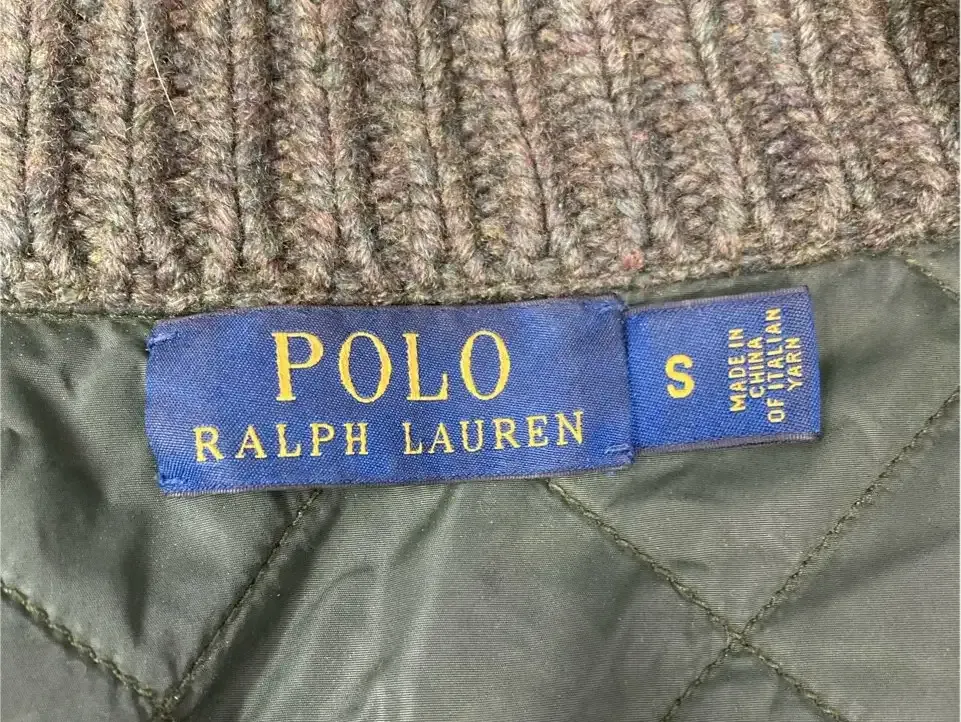 POLO
RALPH LAUREN
S
MADE IN
CHINA
OF ITALIAN
YARN